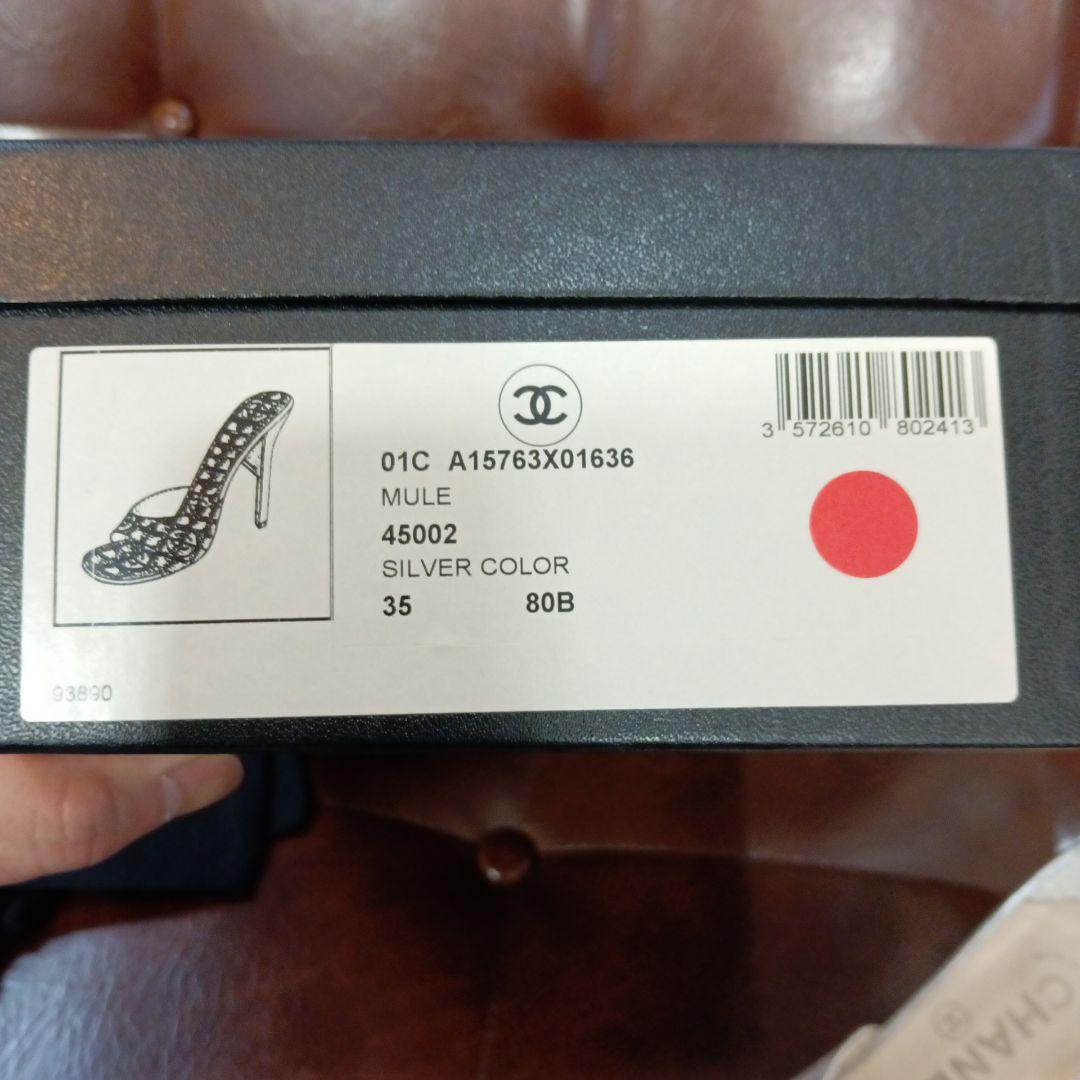 01C A15763X01636
MULE
45002
SILVER COLOR
35 80B
93890
3 572610 802413
CHANEL